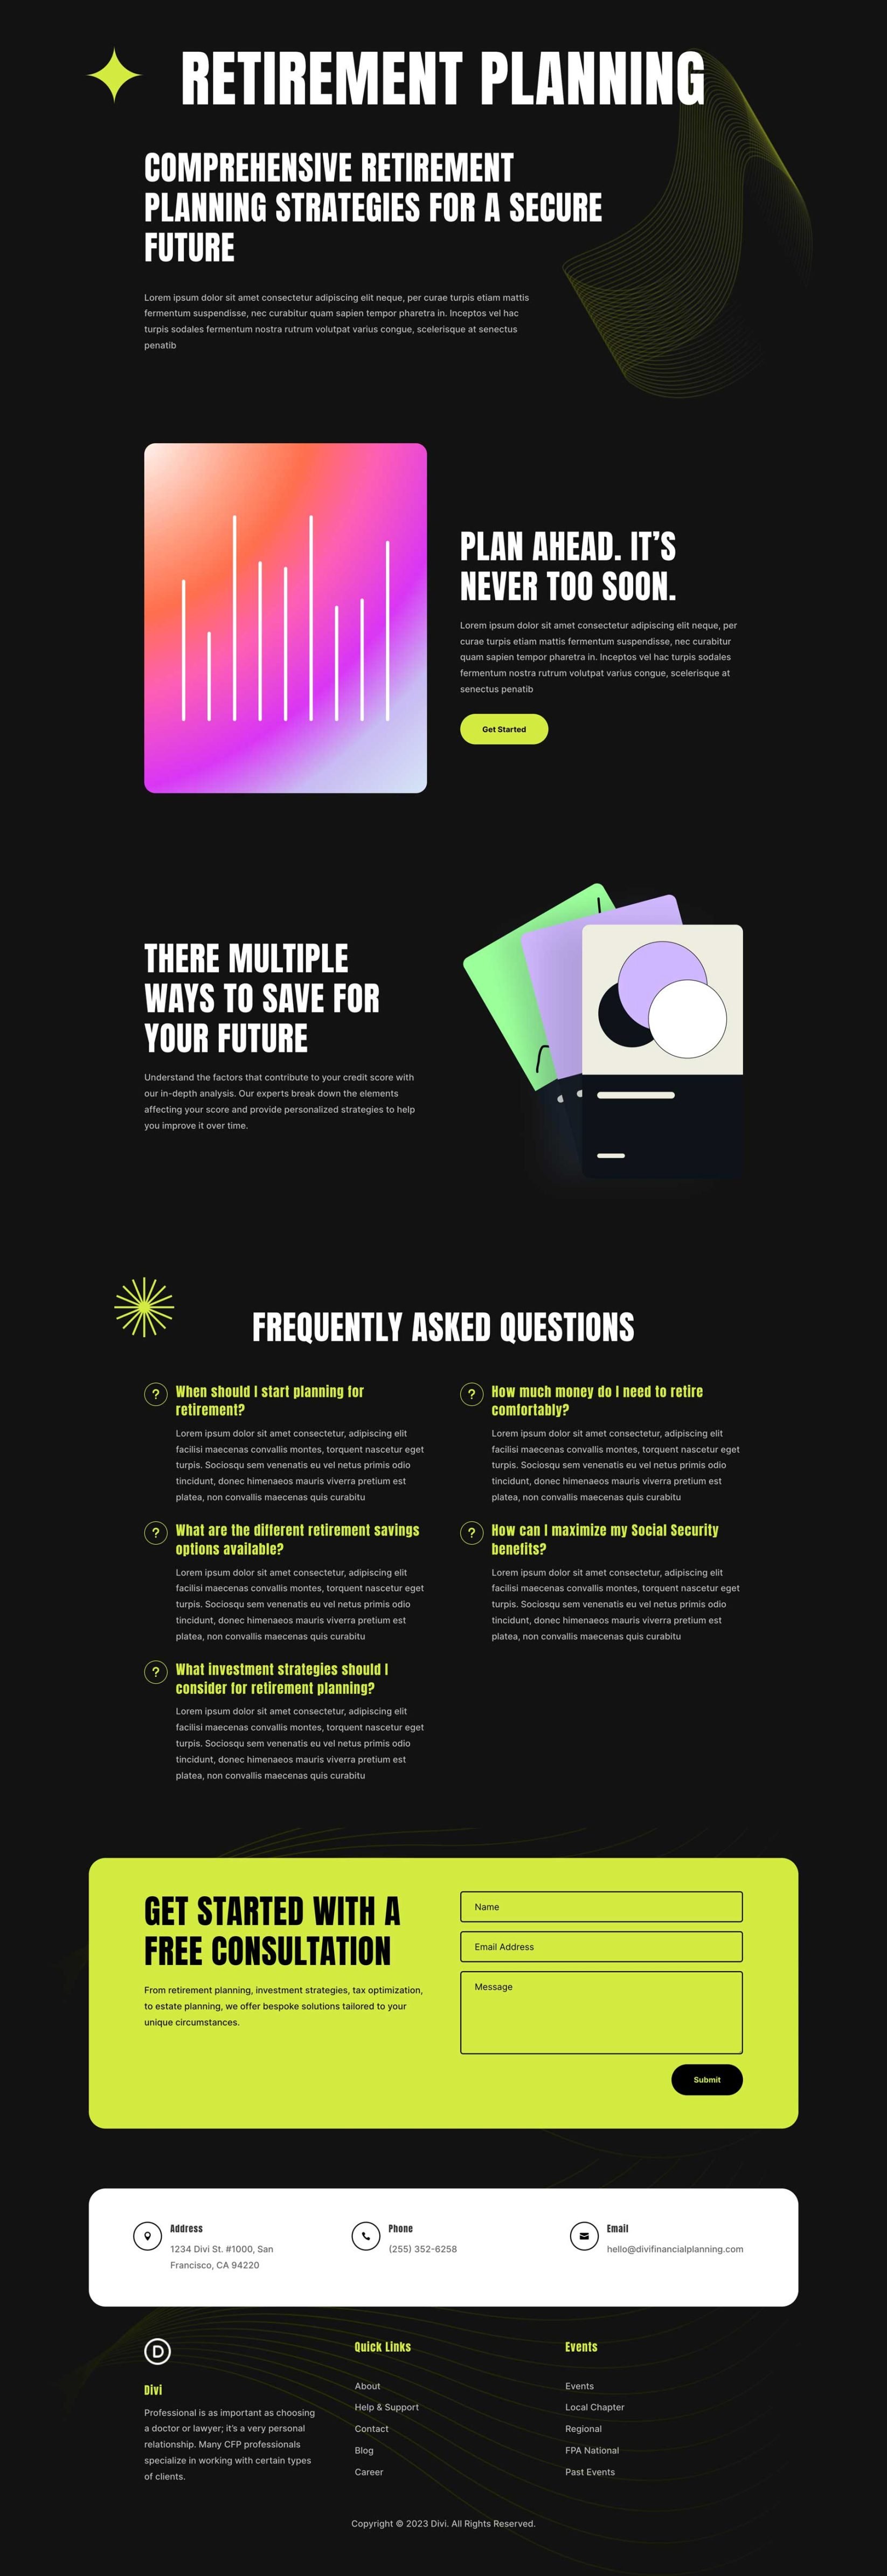 RETIREMENT PLANNING
COMPREHENSIVE RETIREMENT
PLANNING STRATEGIES FOR A SECURE
FUTURE
Lorem ipsum dolor sit amet consectetur adipiscing elit neque, per curae turpis etiam mattis
fermentum suspendisse, nec curabitur quam sapien tempor pharetra in. Inceptos vel hac
turpis sodales fermentum nostra rutrum volutpat varius congue, scelerisque at senectus
penatib
PLAN AHEAD. IT’S
NEVER TOO SOON.
Lorem ipsum dolor sit amet consectetur adipiscing elit neque, per
curae turpis etiam mattis fermentum suspendisse, nec curabitur
quam sapien tempor pharetra in. Inceptos vel hac turpis sodales
fermentum nostra rutrum volutpat varius congue, scelerisque at
senectus penatib
Get Started
THERE MULTIPLE
WAYS TO SAVE FOR
YOUR FUTURE
Understand the factors that contribute to your credit score with
our in-depth analysis. Our experts break down the elements
affecting your score and provide personalized strategies to help
you improve it over time.
FREQUENTLY ASKED QUESTIONS
? When should I start planning for
retirement?
Lorem ipsum dolor sit amet consectetur, adipiscing elit
facilisi maecenas convallis montes, torquent nascetur eget
turpis. Sociosqu sem venenatis eu vel netus primis odio
tincidunt, donec himenaeos mauris viverra pretium est
platea, non convallis maecenas quis curabitu
? How much money do I need to retire
comfortably?
Lorem ipsum dolor sit amet consectetur, adipiscing elit
facilisi maecenas convallis montes, torquent nascetur eget
turpis. Sociosqu sem venenatis eu vel netus primis odio
tincidunt, donec himenaeos mauris viverra pretium est
platea, non convallis maecenas quis curabitu
? What are the different retirement savings
options available?
Lorem ipsum dolor sit amet consectetur, adipiscing elit
facilisi maecenas convallis montes, torquent nascetur eget
turpis. Sociosqu sem venenatis eu vel netus primis odio
tincidunt, donec himenaeos mauris viverra pretium est
platea, non convallis maecenas quis curabitu
? How can I maximize my Social Security
benefits?
Lorem ipsum dolor sit amet consectetur, adipiscing elit
facilisi maecenas convallis montes, torquent nascetur eget
turpis. Sociosqu sem venenatis eu vel netus primis odio
tincidunt, donec himenaeos mauris viverra pretium est
platea, non convallis maecenas quis curabitu
? What investment strategies should I
consider for retirement planning?
Lorem ipsum dolor sit amet consectetur, adipiscing elit
facilisi maecenas convallis montes, torquent nascetur eget
turpis. Sociosqu sem venenatis eu vel netus primis odio
tincidunt, donec himenaeos mauris viverra pretium est
platea, non convallis maecenas quis curabitu
GET STARTED WITH A
FREE CONSULTATION
From retirement planning, investment strategies, tax optimization,
to estate planning, we offer bespoke solutions tailored to your
unique circumstances.
Name
Email Address
Message
Submit
Address
1234 Divi St. #1000, San
Francisco, CA 94220
Phone
(255) 352-6258
Email
hello@divifinancialplanning.com
D
Divi
Professional is as important as choosing
a doctor or lawyer; it’s a very personal
relationship. Many CFP professionals
specialize in working with certain types
of clients.
Quick Links
About
Help & Support
Contact
Blog
Career
Events
Events
Local Chapter
Regional
FPA National
Past Events
Copyright © 2023 Divi. All Rights Reserved.